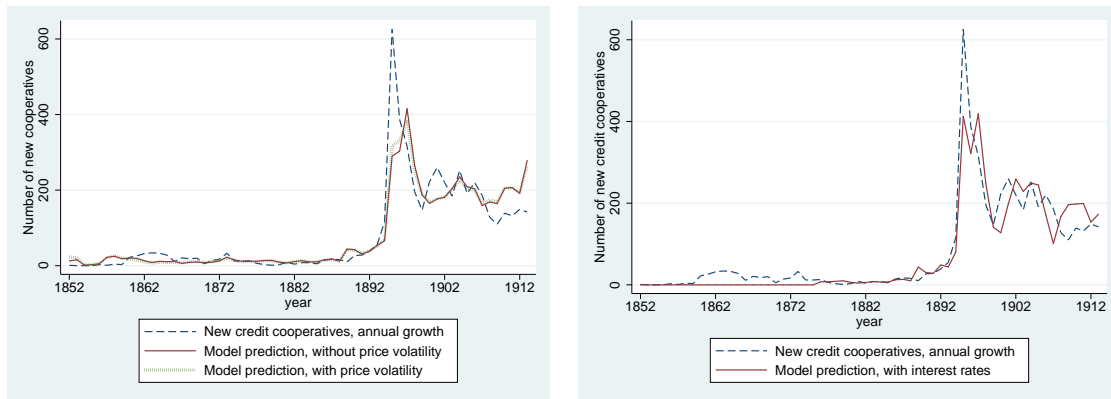 Number of new cooperatives
600
400
200
0
1852
1862
1872
1882
1892
1902
1912
year
New credit cooperatives, annual growth
Model prediction, without price volatility
Model prediction, with price volatility
Number of new credit cooperatives
600
400
200
0
1852
1862
1872
1882
1892
1902
1912
year
New credit cooperatives, annual growth
Model prediction, with interest rates